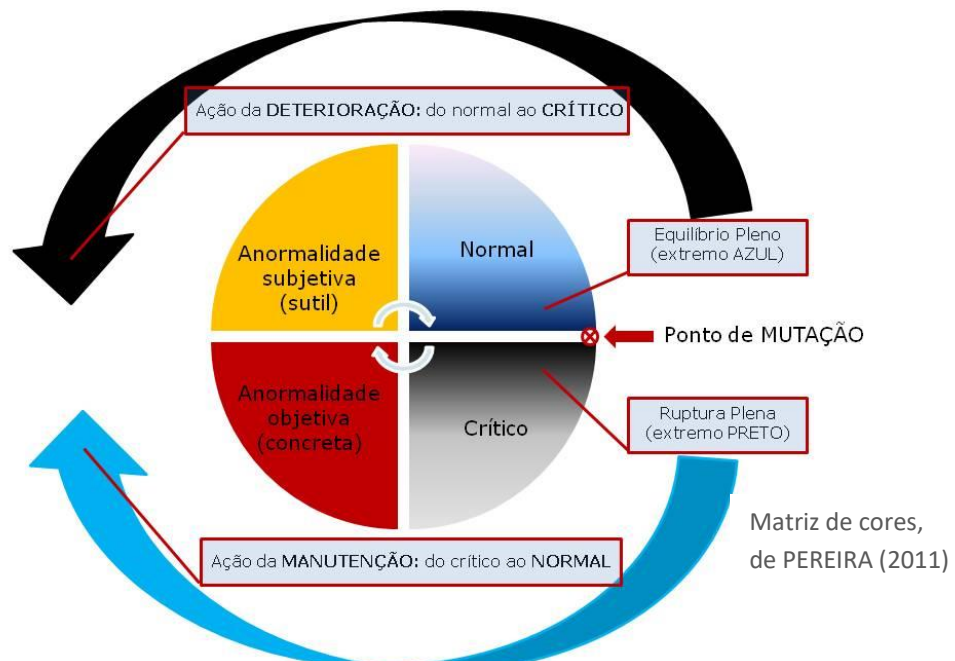 Ação da DETERIORAÇÃO: do normal ao CRÍTICO
Anormalidade
subjetiva
(sutil)
Normal
Equilíbrio Pleno
(extremo AZUL)
Ponto de MUTAÇÃO
Anormalidade
objetiva
(concreta)
Crítico
Ruptura Plena
(extremo PRETO)
Ação da MANUTENÇÃO: do crítico ao NORMAL
Matriz de cores,
de PEREIRA (2011)